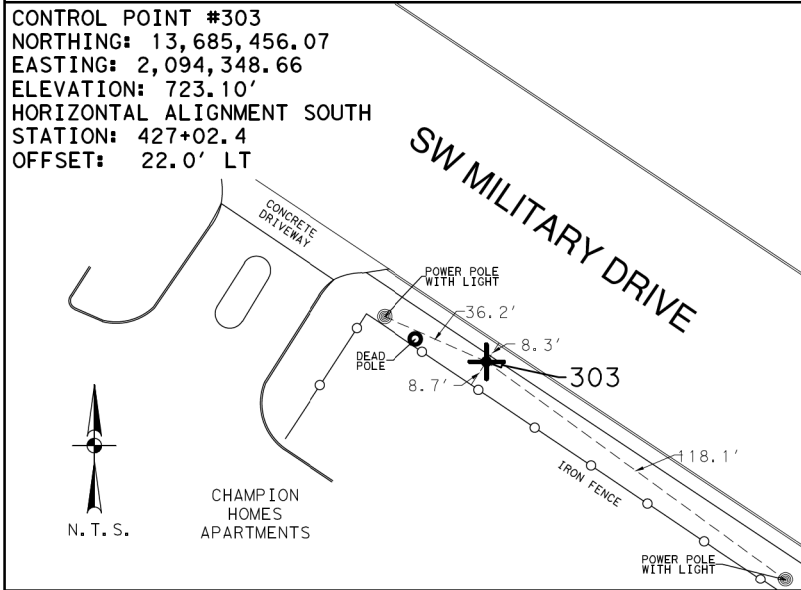 CONTROL POINT #303
NORTHING: 13,685,456.07
EASTING: 2,094,348.66
ELEVATION: 723.10'
HORIZONTAL ALIGNMENT SOUTH
STATION: 427+02.4
OFFSET: 22.0' LT
SW MILITARY DRIVE
CONCRETE
DRIVEWAY
POWER POLE
WITH LIGHT
36.2'
8.3'
DEAD
POLE
8.7'
303
118.1'
IRON FENCE
N.T.S.
CHAMPION
HOMES
APARTMENTS
POWER POLE
WITH LIGHT